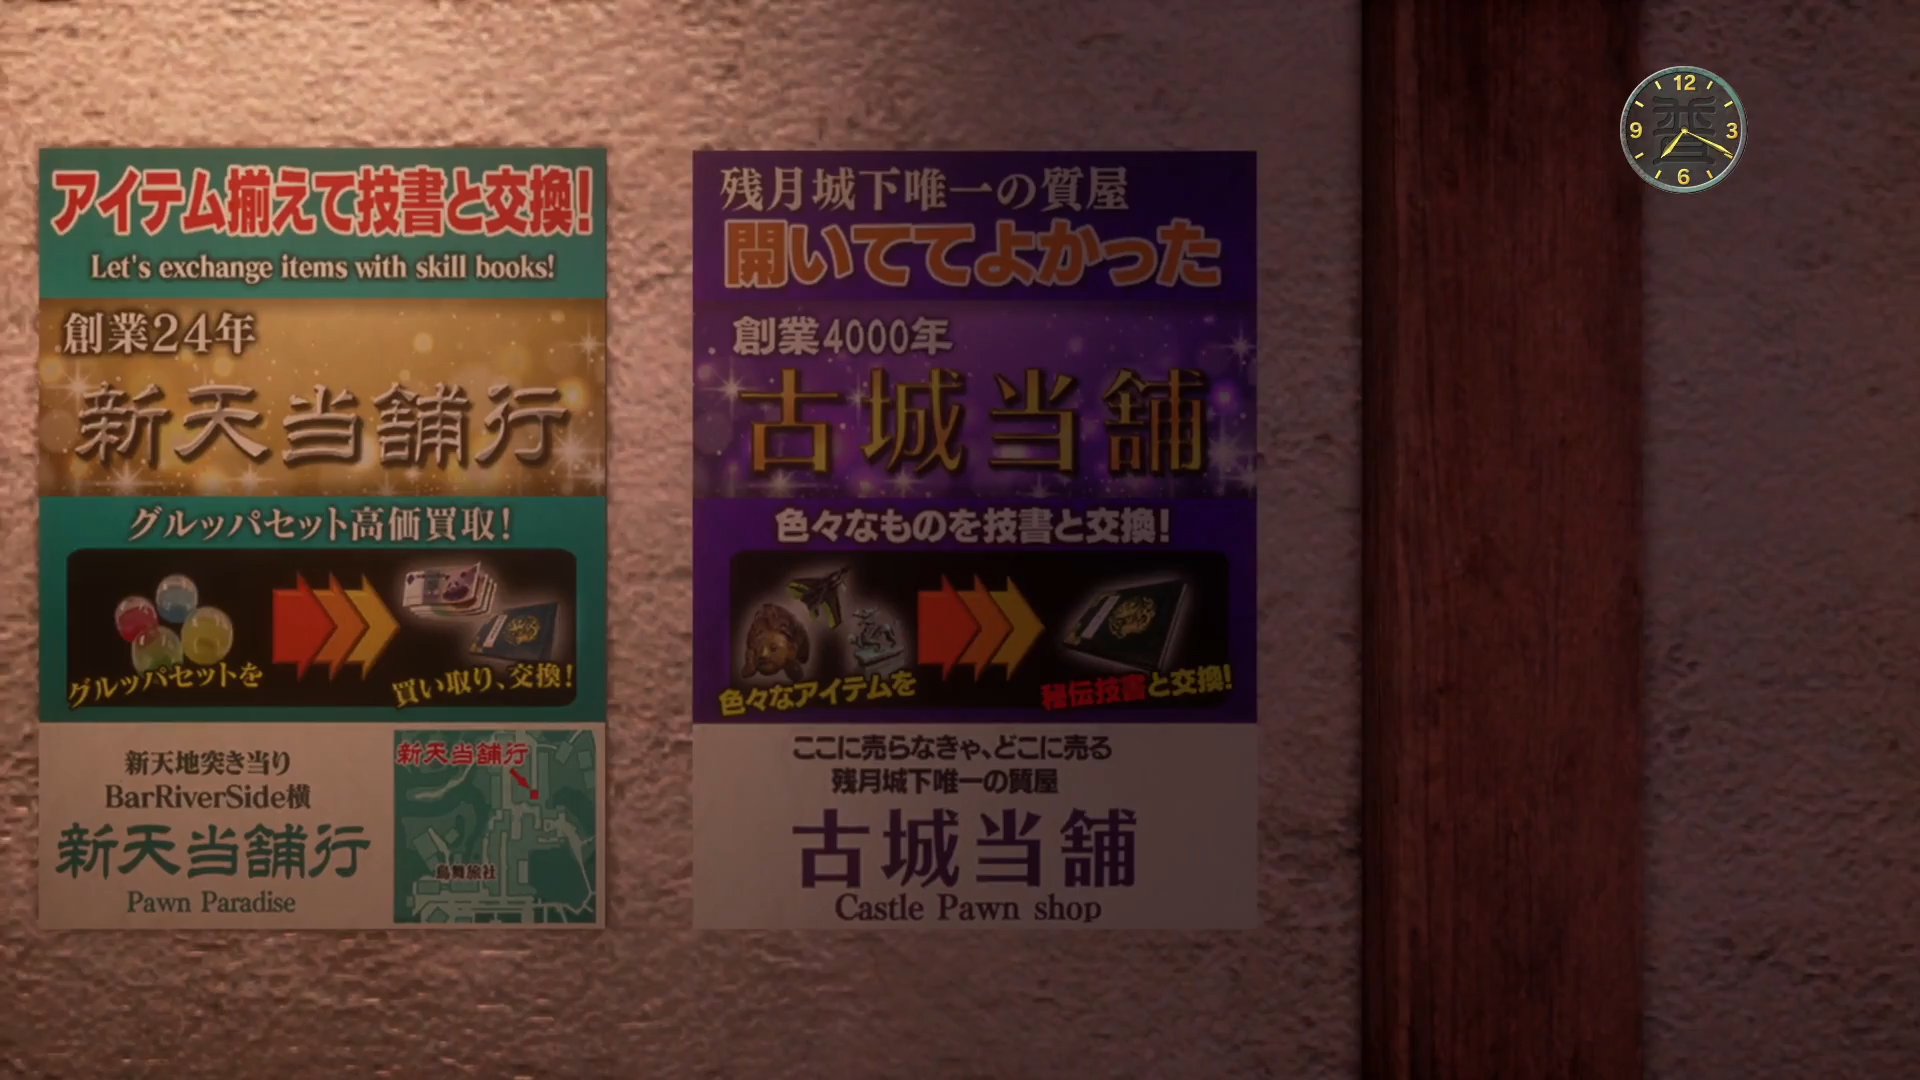 アイテム揃えて技書と交換!
Let's exchange items with skill books!
創業24年
新天当舗行
グルッパセット高価買取!
グルッパセットを
買い取り、交換!
新天地突き当り
BarRiverSide横
新天当舗行
Pawn Paradise
新天当舗行
鳥舞旅社
残月城下唯一の質屋
開いててよかった
創業4000年
古城当舗
色々なものを技書と交換!
色々なアイテムを
秘伝技書と交換!
ここに売らなきゃ、どこに売る
残月城下唯一の質屋
古城当舗
Castle Pawn shop
12
3
6
9